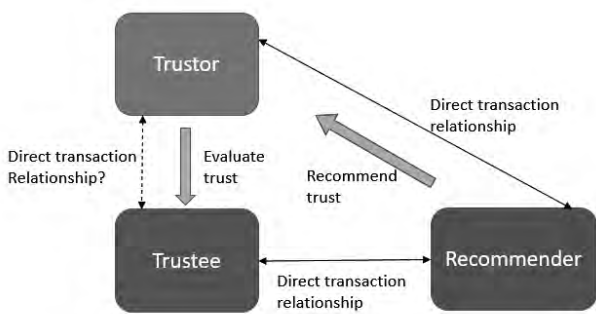 Trustor
Direct transaction
relationship
Direct transaction
Relationship?
Evaluate
trust
Recommend
trust
Trustee
Recommender
Direct transaction
relationship